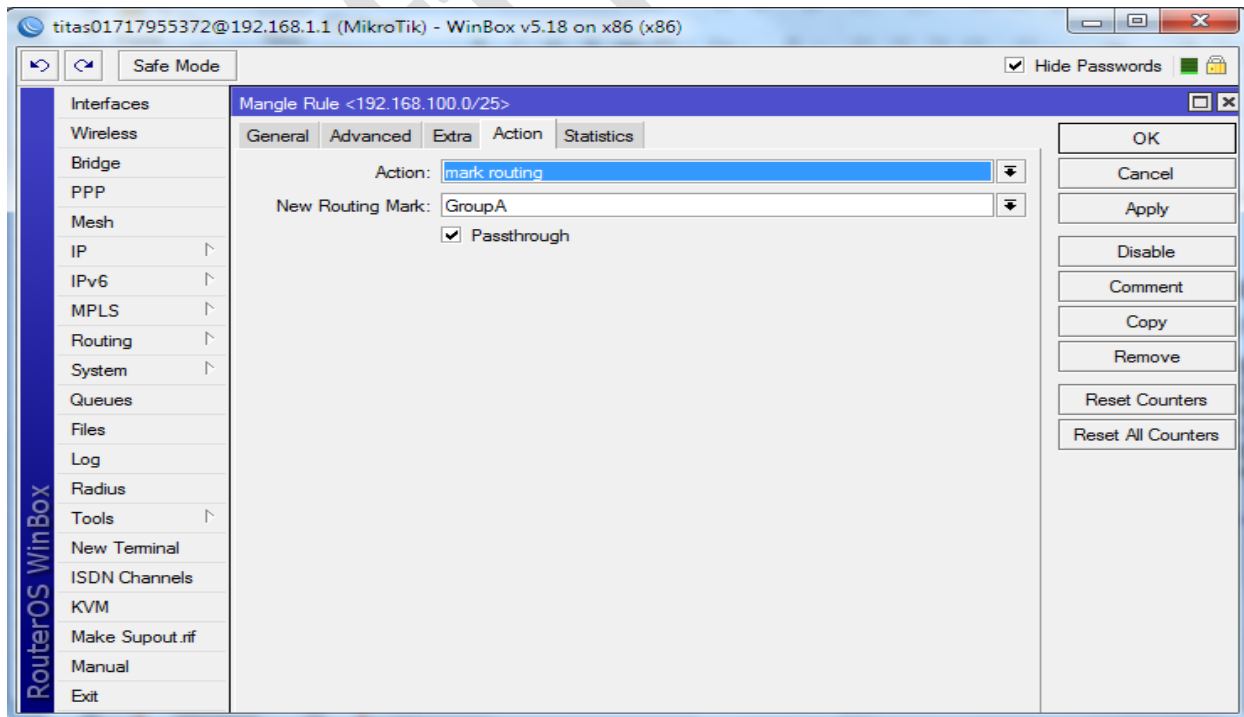 titas01717955372@192.168.1.1 (MikroTik) - WinBox v5.18 on x86 (x86)
Safe Mode
Hide Passwords
Interfaces
Wireless
Bridge
PPP
Mesh
IP
IPv6
MPLS
Routing
System
Queues
Files
Log
Radius
Tools
New Terminal
ISDN Channels
KVM
Make Supout.rif
Manual
Exit
RouterOS WinBox
Mangle Rule <192.168.100.0/25>
General Advanced Extra Action Statistics
Action: mark routing
New Routing Mark: GroupA
Passthrough
OK
Cancel
Apply
Disable
Comment
Copy
Remove
Reset Counters
Reset All Counters